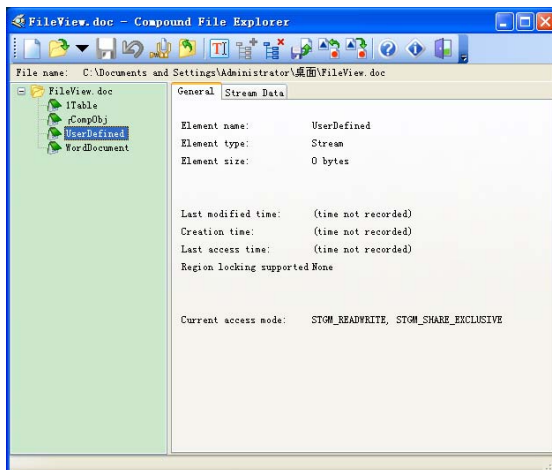 FileView.doc - Compound File Explorer
File name: C:\Documents and Settings\Administrator\桌面\FileView.doc
FileView.doc
1Table
CompObj
UserDefined
WordDocument
General Stream Data
Element name: UserDefined
Element type: Stream
Element size: 0 bytes
Last modified time: (time not recorded)
Creation time: (time not recorded)
Last access time: (time not recorded)
Region locking supported None
Current access mode: STGM_READWRITE, STGM_SHARE_EXCLUSIVE